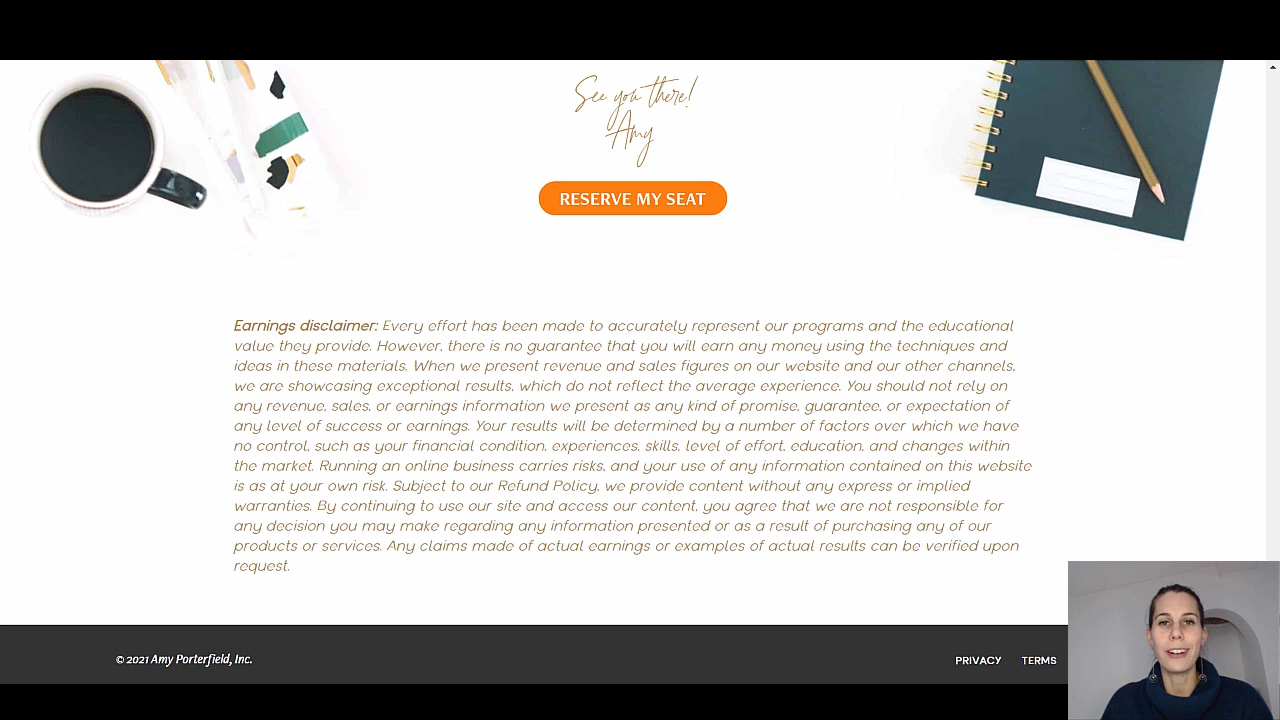 See you there!
Amy
RESERVE MY SEAT
Earnings disclaimer: Every effort has been made to accurately represent our programs and the educational
value they provide. However, there is no guarantee that you will earn any money using the techniques and
ideas in these materials. When we present revenue and sales figures on our website and our other channels,
we are showcasing exceptional results, which do not reflect the average experience. You should not rely on
any revenue, sales, or earnings information we present as any kind of promise, guarantee, or expectation of
any level of success or earnings. Your results will be determined by a number of factors over which we have
no control, such as your financial condition, experiences, skills, level of effort, education, and changes within
the market. Running an online business carries risks, and your use of any information contained on this website
is as at your own risk. Subject to our Refund Policy, we provide content without any express or implied
warranties. By continuing to use our site and access our content, you agree that we are not responsible for
any decision you may make regarding any information presented or as a result of purchasing any of our
products or services. Any claims made of actual earnings or examples of actual results can be verified upon
request.
© 2021 Amy Porterfield, Inc.
PRIVACY TERMS